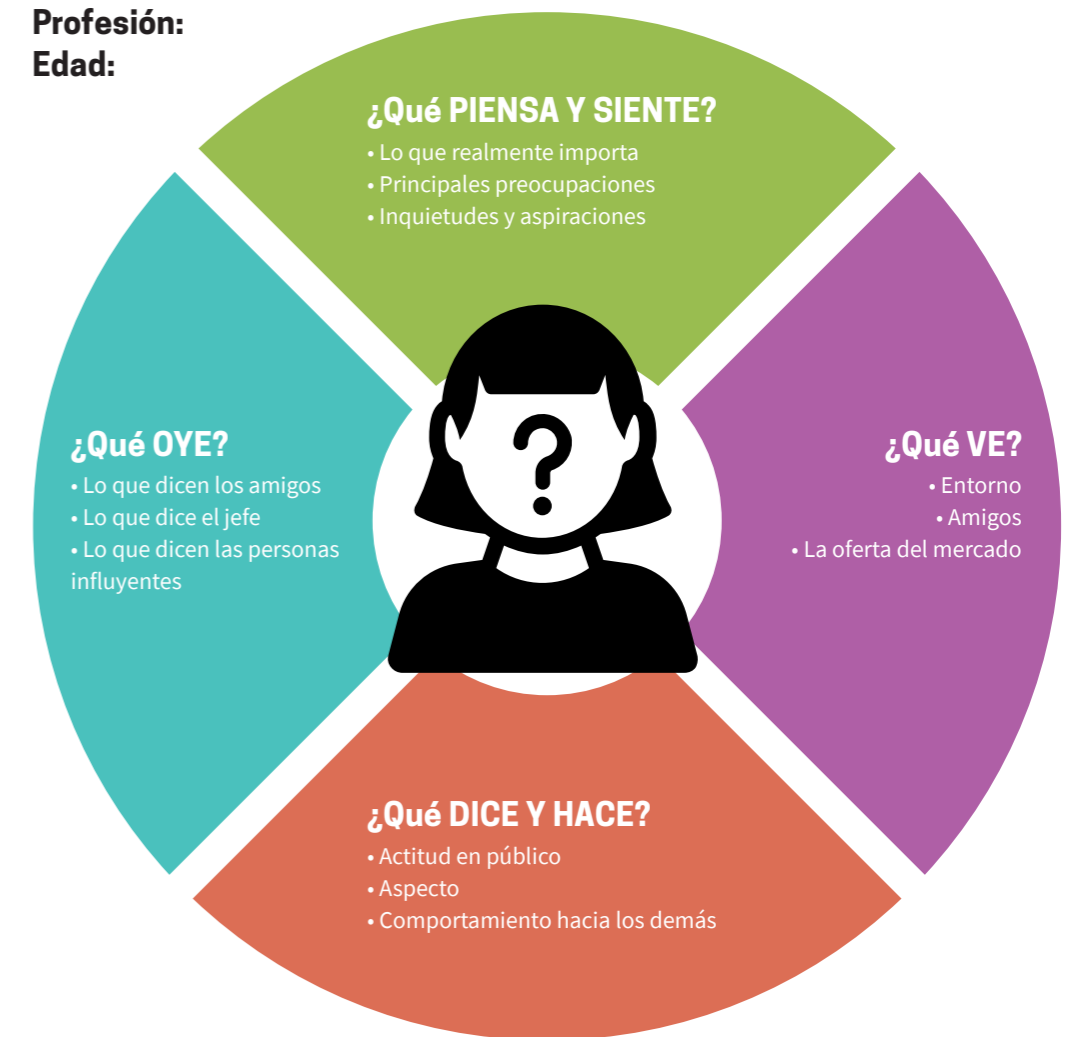 Profesión:
Edad:
¿Qué PIENSA Y SIENTE?
• Lo que realmente importa
• Principales preocupaciones
• Inquietudes y aspiraciones
¿Qué OYE?
• Lo que dicen los amigos
• Lo que dice el jefe
• Lo que dicen las personas
influyentes
¿Qué VE?
• Entorno
• Amigos
• La oferta del mercado
?
¿Qué DICE Y HACE?
• Actitud en público
• Aspecto
• Comportamiento hacia los demás